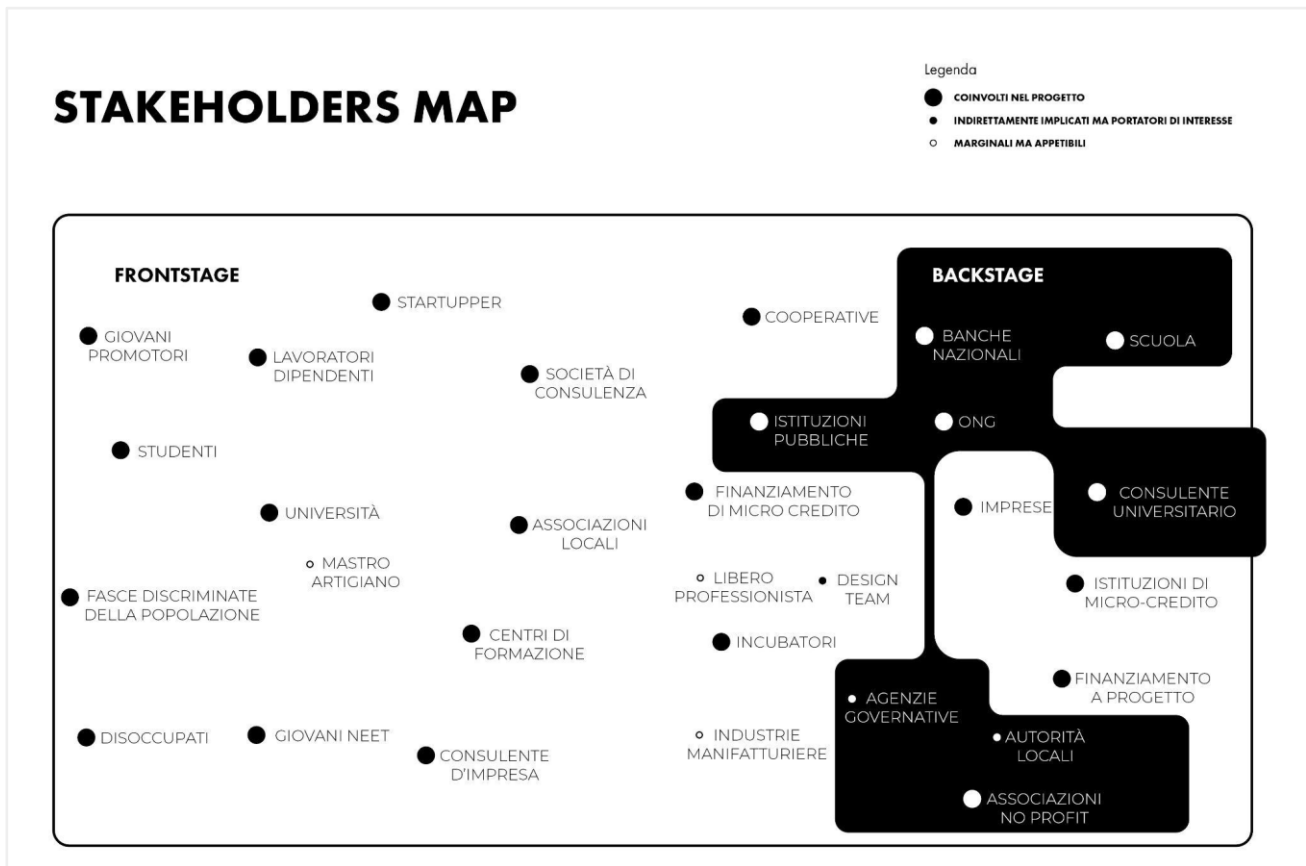 STAKEHOLDERS MAP
Legenda
COINVOLTI NEL PROGETTO
INDIRETTAMENTE IMPLICATI MA PORTATORI DI INTERESSE
MARGINALI MA APPETIBILI
FRONTSTAGE
BACKSTAGE
STARTUPPER
GIOVANI
PROMOTORI
LAVORATORI
DIPENDENTI
SOCIETÀ DI
CONSULENZA
COOPERATIVE
BANCHE
NAZIONALI
SCUOLA
STUDENTI
ISTITUZIONI
PUBBLICHE
ONG
UNIVERSITÀ
MASTRO
ARTIGIANO
ASSOCIAZIONI
LOCALI
FINANZIAMENTO
DI MICRO CREDITO
IMPRESE
CONSULENTE
UNIVERSITARIO
FASCE DISCRIMINATE
DELLA POPOLAZIONE
LIBERO
PROFESSIONISTA
DESIGN
TEAM
ISTITUZIONI DI
MICRO-CREDITO
CENTRI DI
FORMAZIONE
INCUBATORI
FINANZIAMENTO
A PROGETTO
AGENZIE
GOVERNATIVE
DISOCCUPATI
GIOVANI NEET
CONSULENTE
D'IMPRESA
INDUSTRIE
MANIFATTURIERE
AUTORITÀ
LOCALI
ASSOCIAZIONI
NO PROFIT